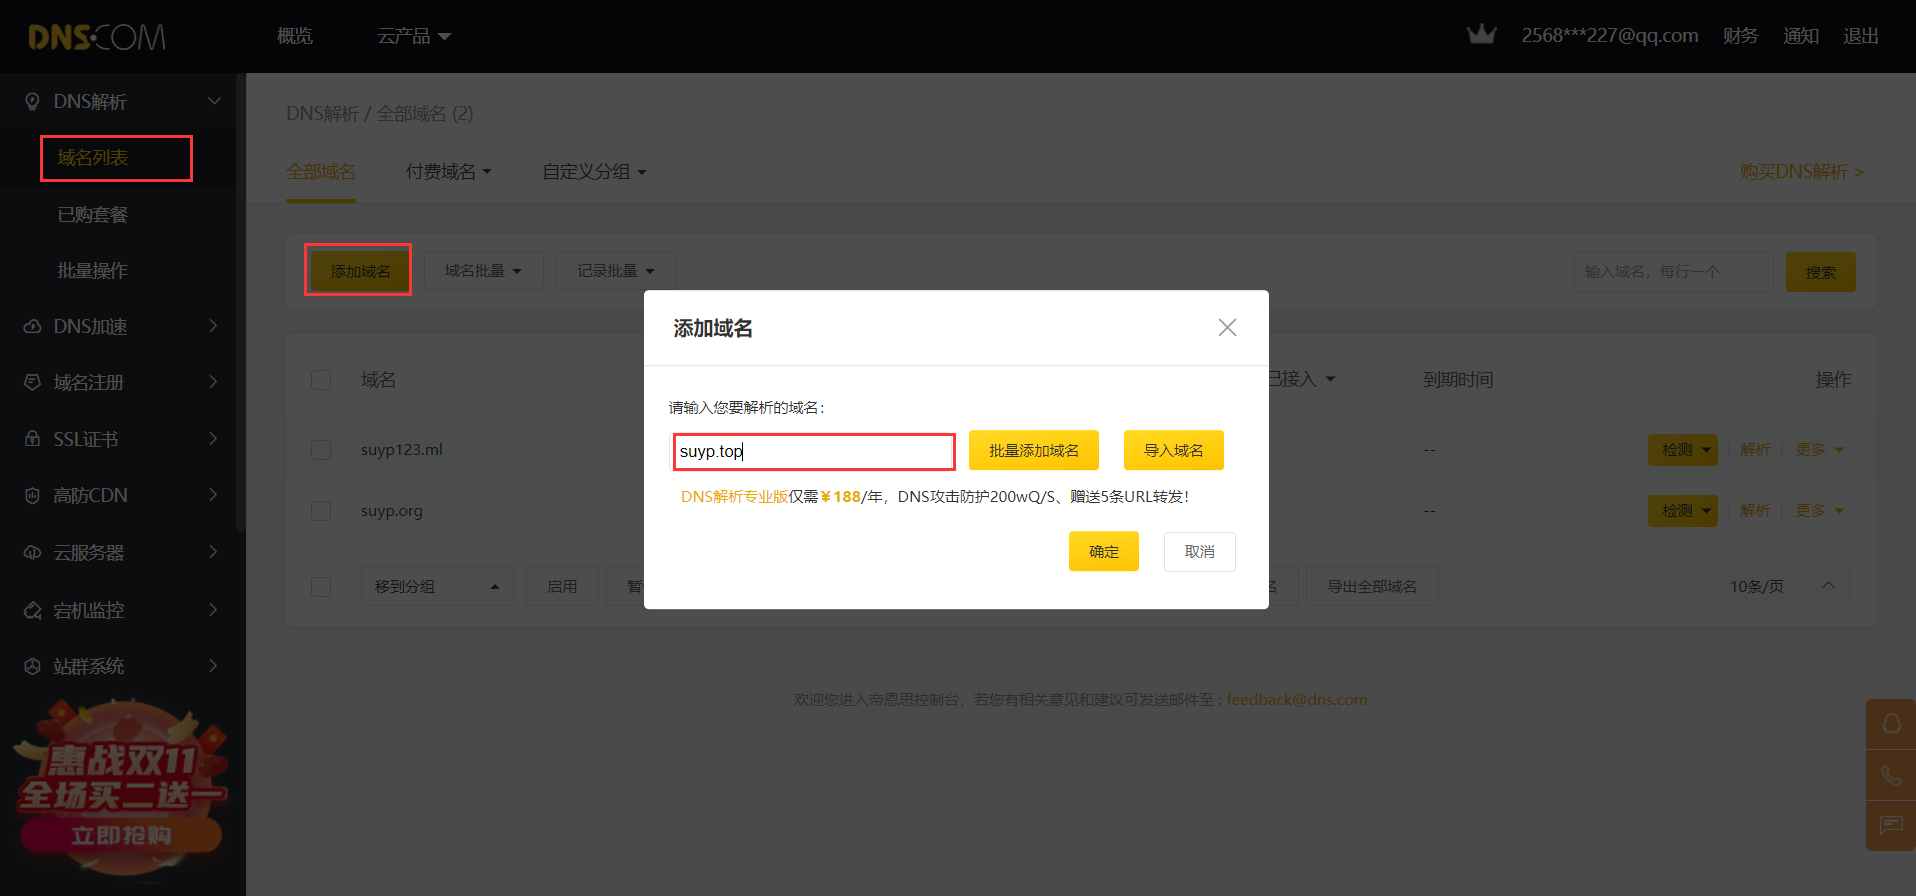 DNS.COM
概览
云产品
2568***227@qq.com
财务
通知
退出
DNS解析
域名列表
已购套餐
批量操作
DNS加速
域名注册
SSL证书
高防CDN
云服务器
宕机监控
站群系统
惠战双11
全场买二送一
立即抢购
DNS解析 / 全部域名 (2)
全部域名
付费域名
自定义分组
购买DNS解析 >
添加域名
域名批量
记录批量
输入域名，每行一个
搜索
域名
已接入
到期时间
操作
suyp123.ml
--
检测
解析
更多
suyp.org
--
检测
解析
更多
移到分组
启用
导出全部域名
10条/页
添加域名
请输入您要解析的域名：
suyp.top
批量添加域名
导入域名
DNS解析专业版仅需￥188/年，DNS攻击防护200wQ/S、赠送5条URL转发！
确定
取消
欢迎您进入帝恩思控制台，若您有相关意见和建议可发送邮件至 : feedback@dns.com